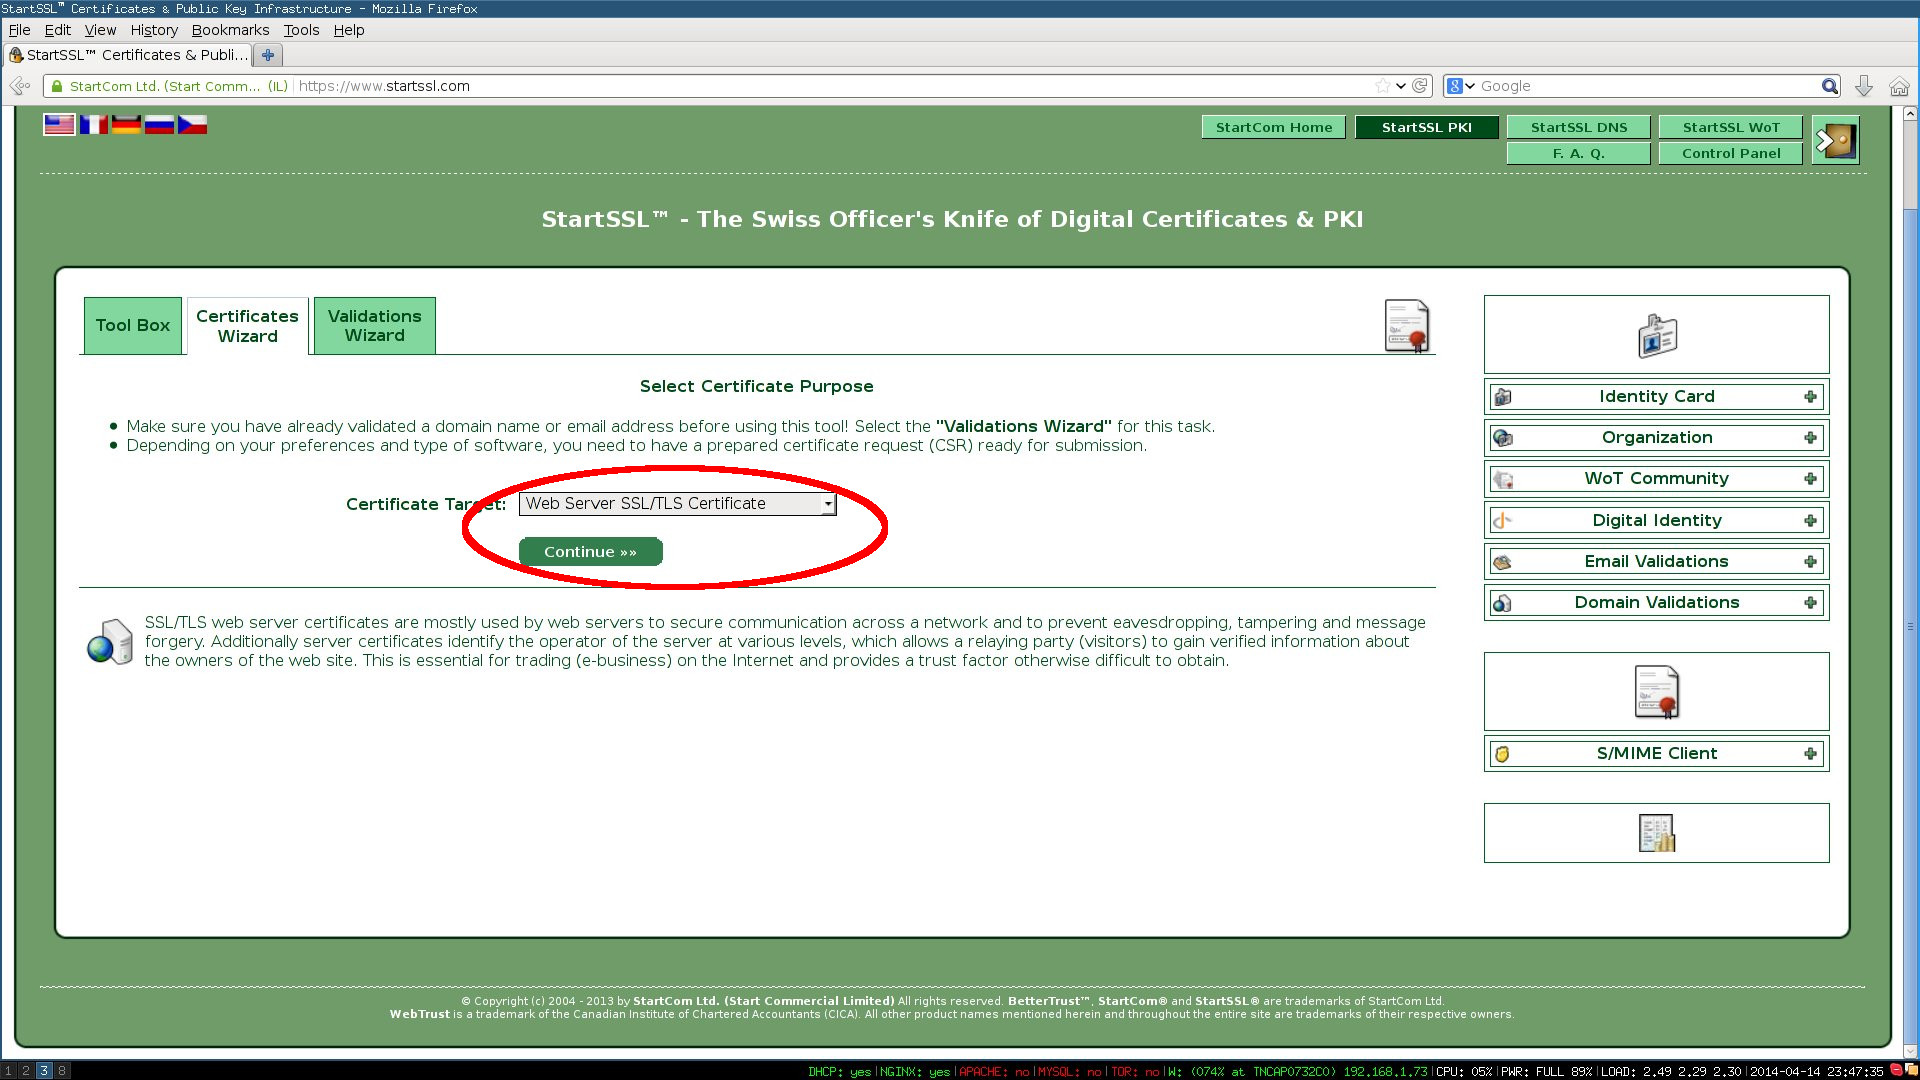 StartSSL™ Certificates & Public Key Infrastructure - Mozilla Firefox
File Edit View History Bookmarks Tools Help
StartSSL™ Certificates & Publi...
StartCom Ltd. (Start Comm... (IL) https://www.startssl.com
Google
StartCom Home StartSSL PKI StartSSL DNS StartSSL WoT
F. A. Q. Control Panel
StartSSL™ - The Swiss Officer's Knife of Digital Certificates & PKI
Tool Box
Certificates Wizard
Validations Wizard
Select Certificate Purpose
Make sure you have already validated a domain name or email address before using this tool! Select the "Validations Wizard" for this task.
Depending on your preferences and type of software, you need to have a prepared certificate request (CSR) ready for submission.
Certificate Target: Web Server SSL/TLS Certificate
Continue »»
SSL/TLS web server certificates are mostly used by web servers to secure communication across a network and to prevent eavesdropping, tampering and message
forgery. Additionally server certificates identify the operator of the server at various levels, which allows a relaying party (visitors) to gain verified information about
the owners of the web site. This is essential for trading (e-business) on the Internet and provides a trust factor otherwise difficult to obtain.
Identity Card
Organization
WoT Community
Digital Identity
Email Validations
Domain Validations
S/MIME Client
© Copyright (c) 2004 - 2013 by StartCom Ltd. (Start Commercial Limited) All rights reserved. BetterTrust™, StartCom® and StartSSL® are trademarks of StartCom Ltd.
WebTrust is a trademark of the Canadian Institute of Chartered Accountants (CICA). All other product names mentioned herein and throughout the entire site are trademarks of their respective owners.
1 2 3 8 DHCP: yes|NGINX: yes|APACHE: no|MYSQL: no|TOR: no|W: (074% at TNCAP0732C0) 192.168.1.73|CPU: 05%|PWR: FULL 89%|LOAD: 2.49 2.29 2.30|2014-04-14 23:47:35